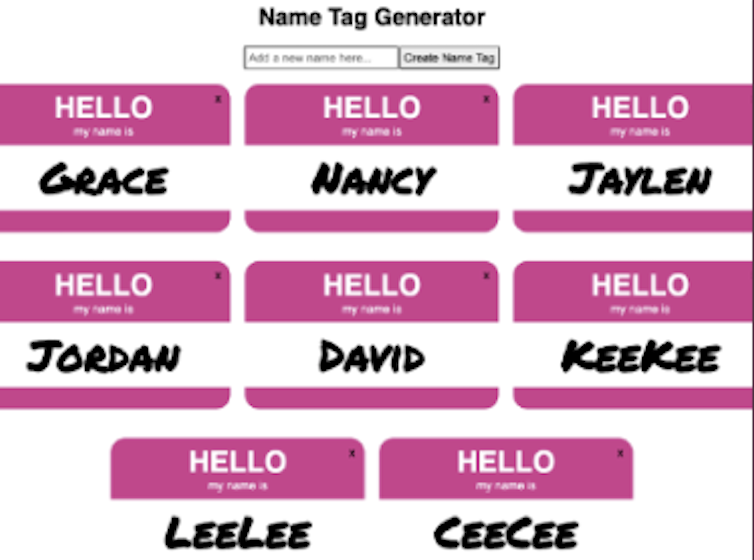 Name Tag Generator
Add a new name here... Create Name Tag
HELLO x HELLO x HELLO
my name is my name is my name is
GRACE NANCY JAYLEN
HELLO x HELLO x HELLO
my name is my name is my name is
JORDAN DAVID KEEKEE
HELLO x HELLO x
my name is my name is
LEELEE CEECEE